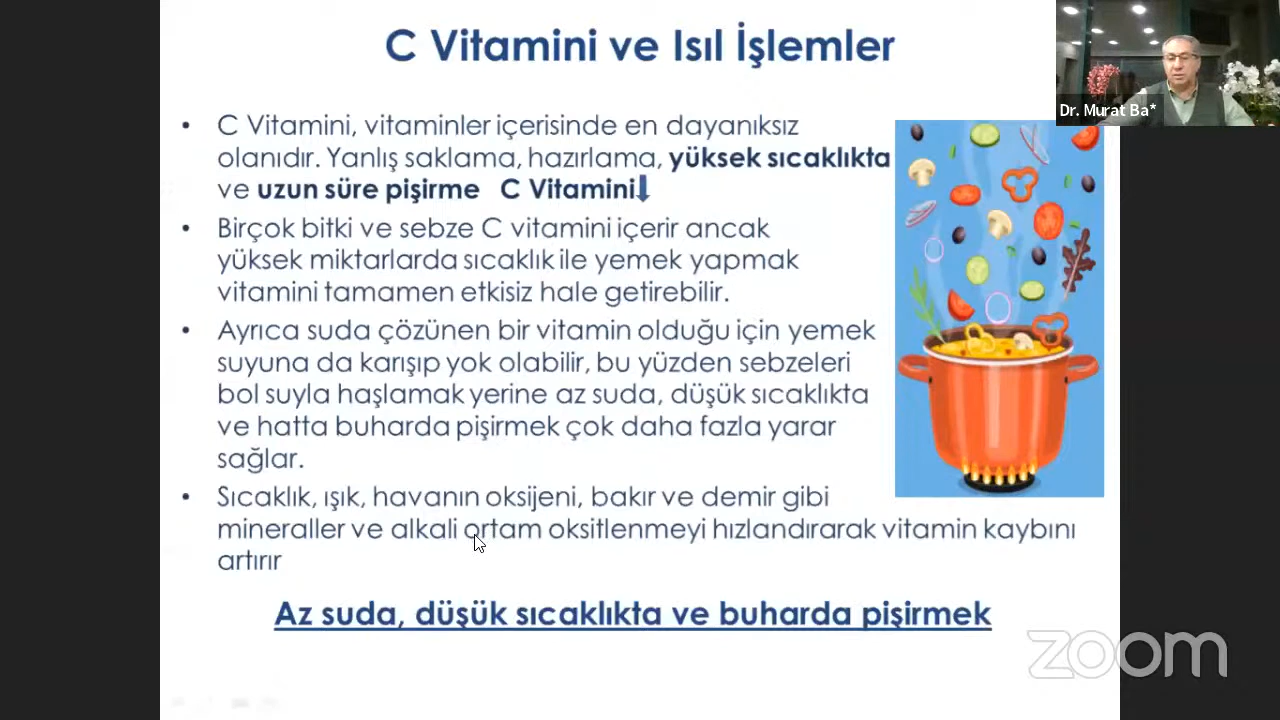 C Vitamini ve Isıl İşlemler
Dr. Murat Ba*
• C Vitamini, vitaminler içerisinde en dayanıksız
olanıdır. Yanlış saklama, hazırlama, yüksek sıcaklıkta
ve uzun süre pişirme C Vitamini⬇
• Birçok bitki ve sebze C vitamini içerir ancak
yüksek miktarlarda sıcaklık ile yemek yapmak
vitamini tamamen etkisiz hale getirebilir.
• Ayrıca suda çözünen bir vitamin olduğu için yemek
suyuna da karışıp yok olabilir, bu yüzden sebzeleri
bol suyla haşlamak yerine az suda, düşük sıcaklıkta
ve hatta buharda pişirmek çok daha fazla yarar
sağlar.
• Sıcaklık, ışık, havanın oksijeni, bakır ve demir gibi
mineraller ve alkali ortam oksitlenmeyi hızlandırarak vitamin kaybını
artırır
Az suda, düşük sıcaklıkta ve buharda pişirmek
zoom